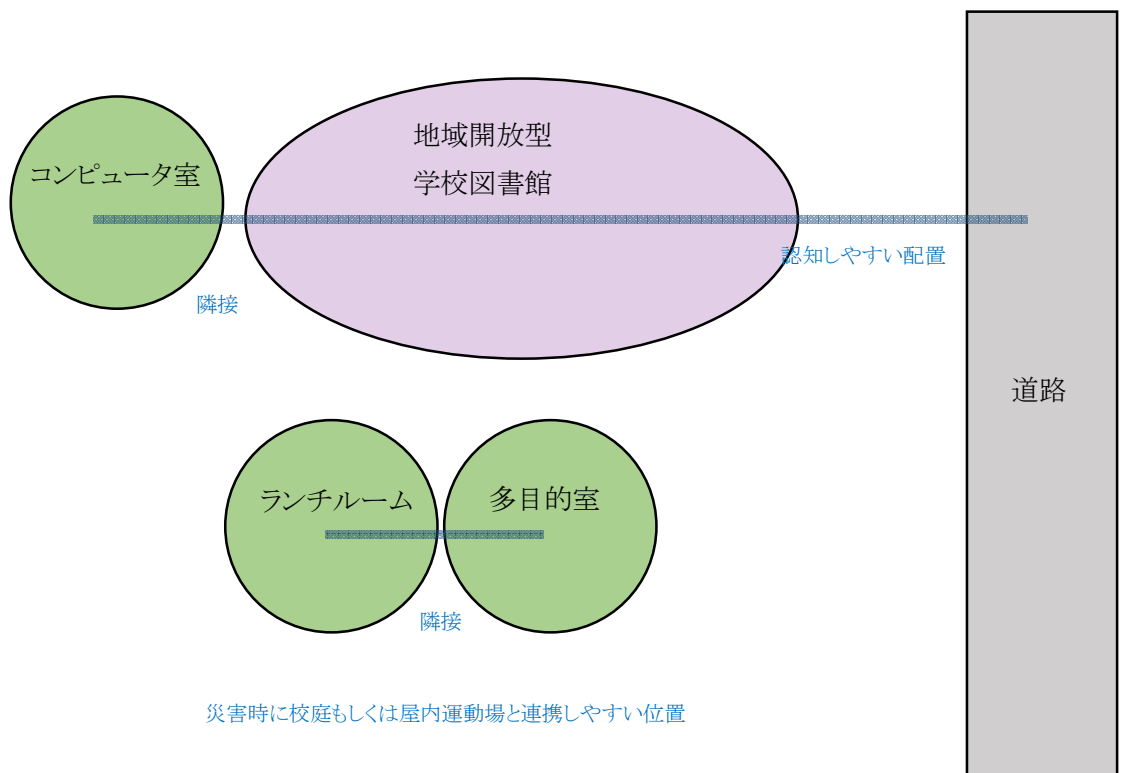 地域開放型
コンピュータ室
学校図書館
認知しやすい配置
隣接
道路
ランチルーム
多目的室
隣接
災害時に校庭もしくは屋内運動場と連携しやすい位置